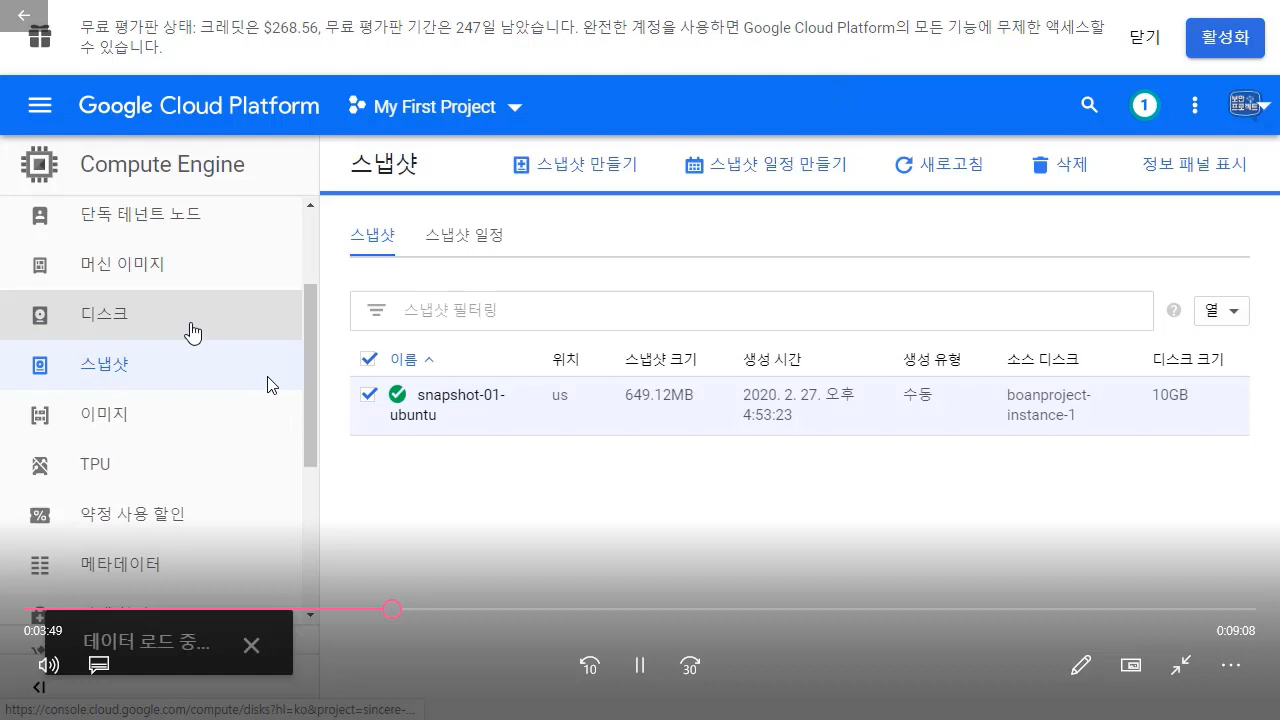 무료 평가판 상태: 크레딧은 $268.56, 무료 평가판 기간은 247일 남았습니다. 완전한 계정을 사용하면 Google Cloud Platform의 모든 기능에 무제한 액세스할
수 있습니다.
닫기
활성화
Google Cloud Platform
My First Project
1
Compute Engine
스냅샷
스냅샷 만들기
스냅샷 일정 만들기
새로고침
삭제
정보 패널 표시
단독 테넌트 노드
머신 이미지
디스크
스냅샷
이미지
TPU
약정 사용 할인
메타데이터
스냅샷
스냅샷 일정
스냅샷 필터링
열
이름
위치
스냅샷 크기
생성 시간
생성 유형
소스 디스크
디스크 크기
snapshot-01-
ubuntu
us
649.12MB
2020. 2. 27. 오후
4:53:23
수동
boanproject-
instance-1
10GB
0:03:49
0:09:08
데이터 로드 중...
10
30
https://console.cloud.google.com/compute/disks?hl=ko&project=sincere-...